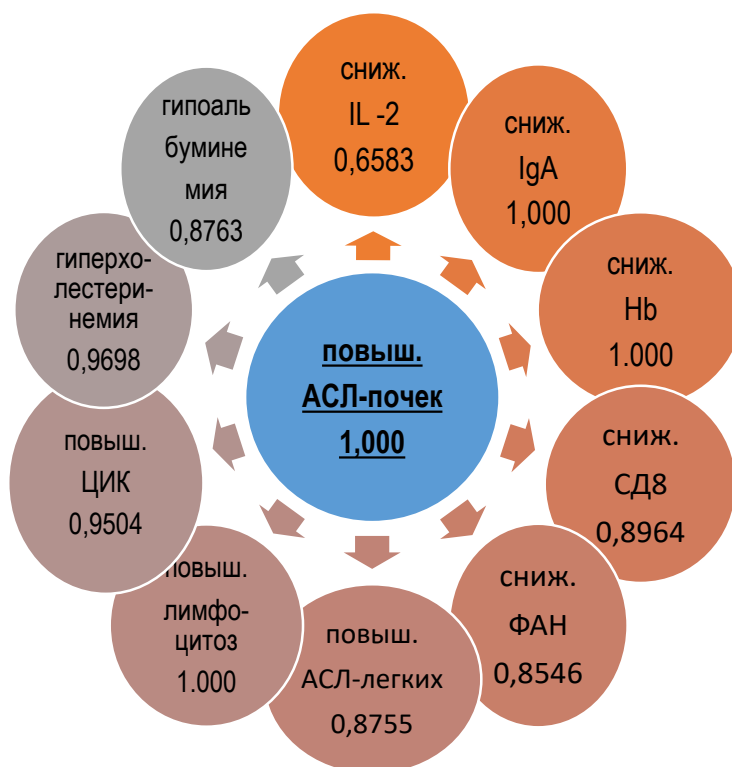 сниж.
IL -2
0,6583
сниж.
IgA
1,000
сниж.
Hb
1.000
сниж.
СД8
0,8964
сниж.
ФАН
0,8546
повыш.
АСЛ-легких
0,8755
повыш.
лимфо-
цитоз
1.000
повыш.
ЦИК
0,9504
гиперхо-
лестери-
немия
0,9698
гипоаль
бумине
мия
0,8763
повыш.
АСЛ-почек
1,000